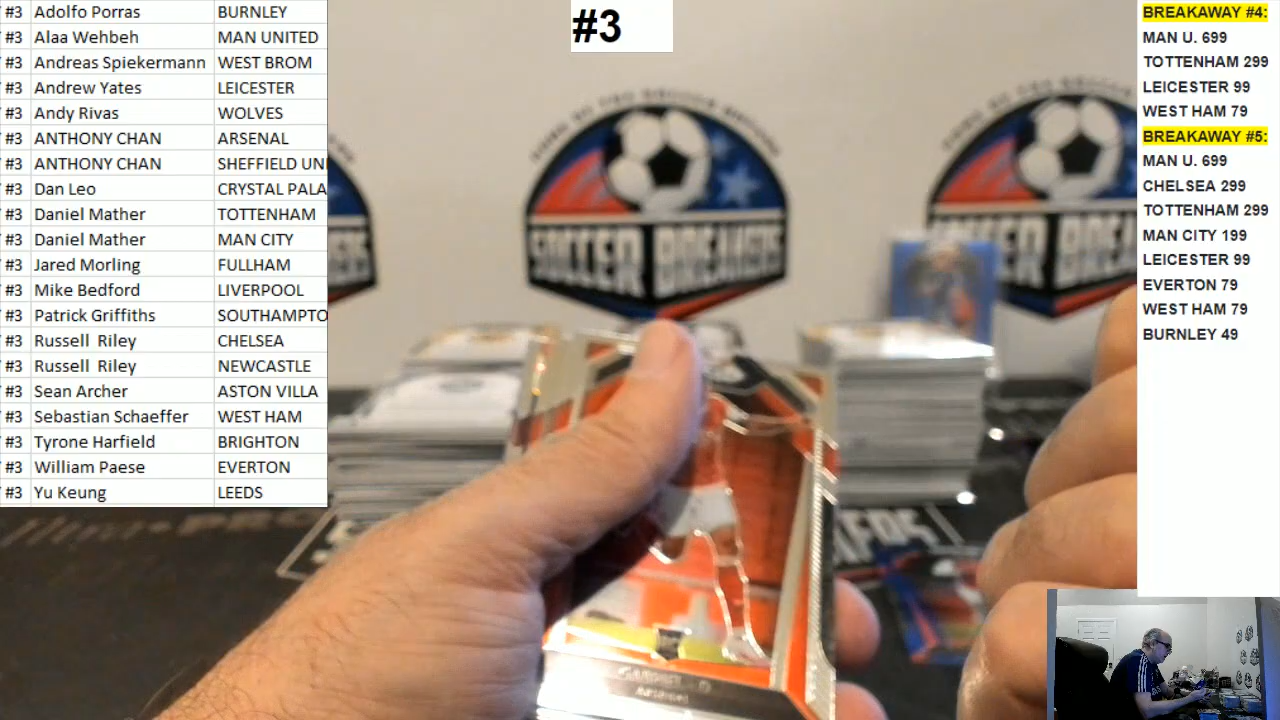 #3 Adolfo Porras BURNLEY
#3 Alaa Wehbeh MAN UNITED
#3 Andreas Spiekermann WEST BROM
#3 Andrew Yates LEICESTER
#3 Andy Rivas WOLVES
#3 ANTHONY CHAN ARSENAL
#3 ANTHONY CHAN SHEFFIELD UNI
#3 Dan Leo CRYSTAL PALA
#3 Daniel Mather TOTTENHAM
#3 Daniel Mather MAN CITY
#3 Jared Morling FULLHAM
#3 Mike Bedford LIVERPOOL
#3 Patrick Griffiths SOUTHAMPTO
#3 Russell Riley CHELSEA
#3 Russell Riley NEWCASTLE
#3 Sean Archer ASTON VILLA
#3 Sebastian Schaeffer WEST HAM
#3 Tyrone Harfield BRIGHTON
#3 William Paese EVERTON
#3 Yu Keung LEEDS
#3
SOCCER BREAKERS
SOCCER BREA
BREAKAWAY #4:
MAN U. 699
TOTTENHAM 299
LEICESTER 99
WEST HAM 79
BREAKAWAY #5:
MAN U. 699
CHELSEA 299
TOTTENHAM 299
MAN CITY 199
LEICESTER 99
EVERTON 79
WEST HAM 79
BURNLEY 49